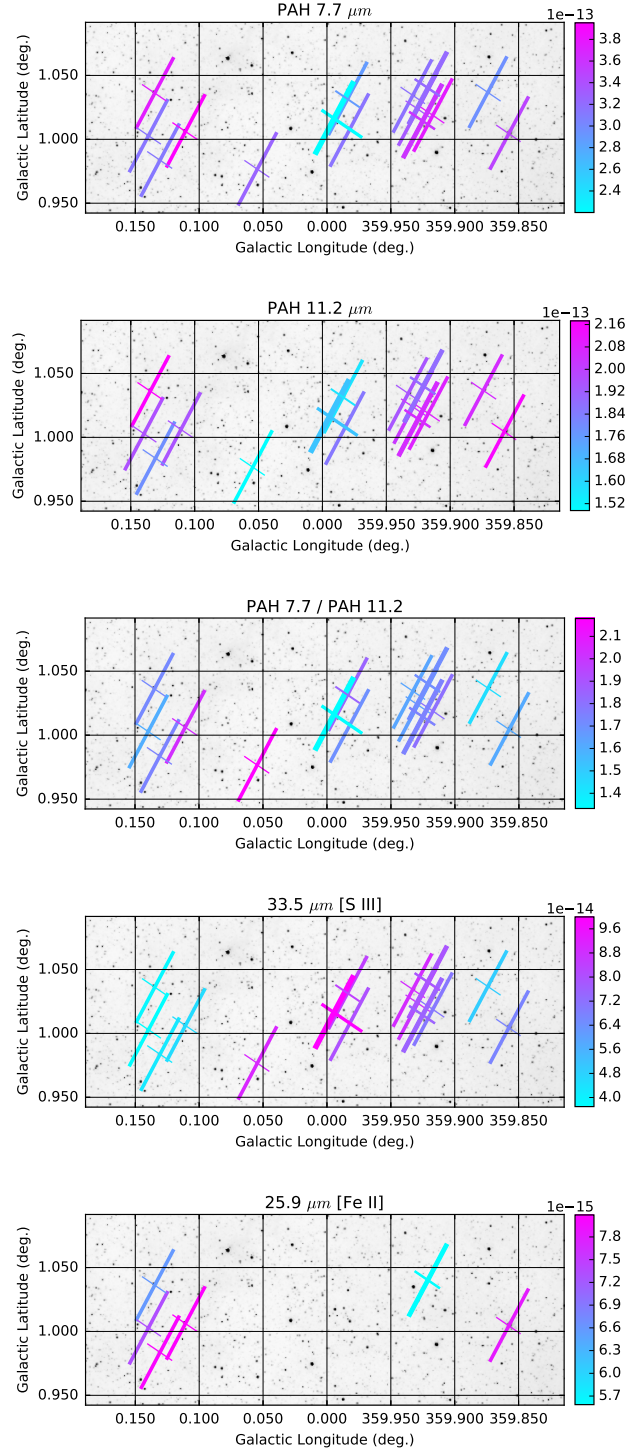 PAH 7.7 μm
1e−13
Galactic Latitude (deg.)
1.050
1.000
0.950
0.150 0.100 0.050 0.000 359.950 359.900 359.850
Galactic Longitude (deg.)
3.8
3.6
3.4
3.2
3.0
2.8
2.6
2.4
PAH 11.2 μm
1e−13
Galactic Latitude (deg.)
1.050
1.000
0.950
0.150 0.100 0.050 0.000 359.950 359.900 359.850
Galactic Longitude (deg.)
2.16
2.08
2.00
1.92
1.84
1.76
1.68
1.60
1.52
PAH 7.7 / PAH 11.2
Galactic Latitude (deg.)
1.050
1.000
0.950
0.150 0.100 0.050 0.000 359.950 359.900 359.850
Galactic Longitude (deg.)
2.1
2.0
1.9
1.8
1.7
1.6
1.5
1.4
33.5 μm [S III]
1e−14
Galactic Latitude (deg.)
1.050
1.000
0.950
0.150 0.100 0.050 0.000 359.950 359.900 359.850
Galactic Longitude (deg.)
9.6
8.8
8.0
7.2
6.4
5.6
4.8
4.0
25.9 μm [Fe II]
1e−15
Galactic Latitude (deg.)
1.050
1.000
0.950
0.150 0.100 0.050 0.000 359.950 359.900 359.850
Galactic Longitude (deg.)
7.8
7.5
7.2
6.9
6.6
6.3
6.0
5.7